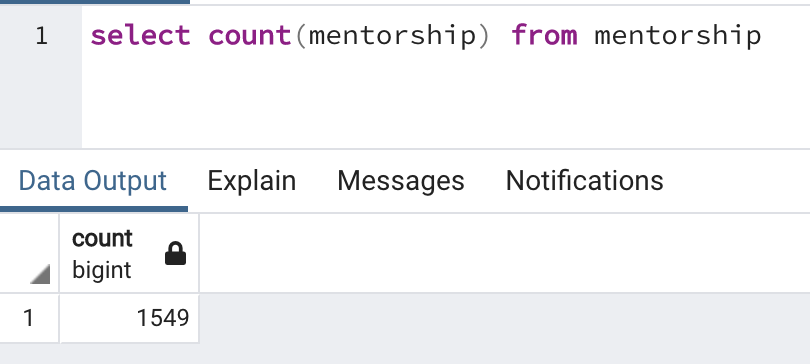 1 select count(mentorship) from mentorship
Data Output Explain Messages Notifications
count
bigint
1 1549